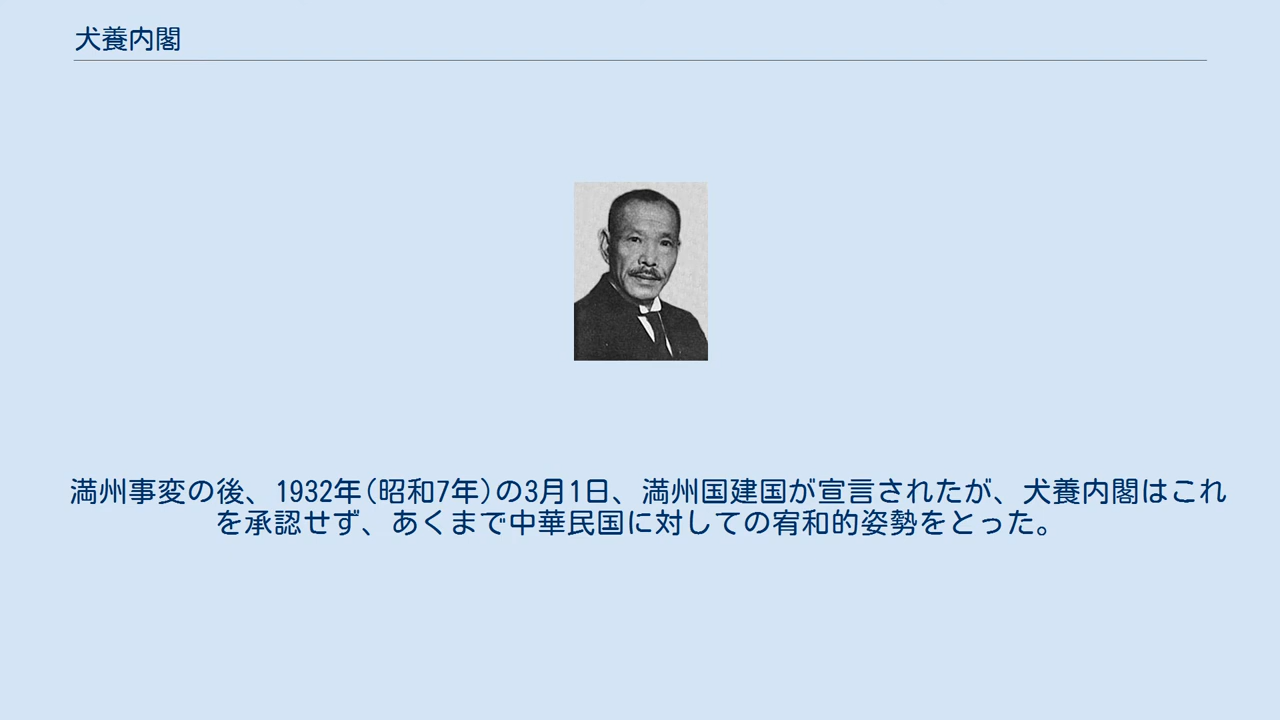 犬養内閣
満州事変の後、1932年(昭和7年)の3月1日、満州国建国が宣言されたが、犬養内閣はこれ
を承認せず、あくまで中華民国に対しての宥和的姿勢をとった。